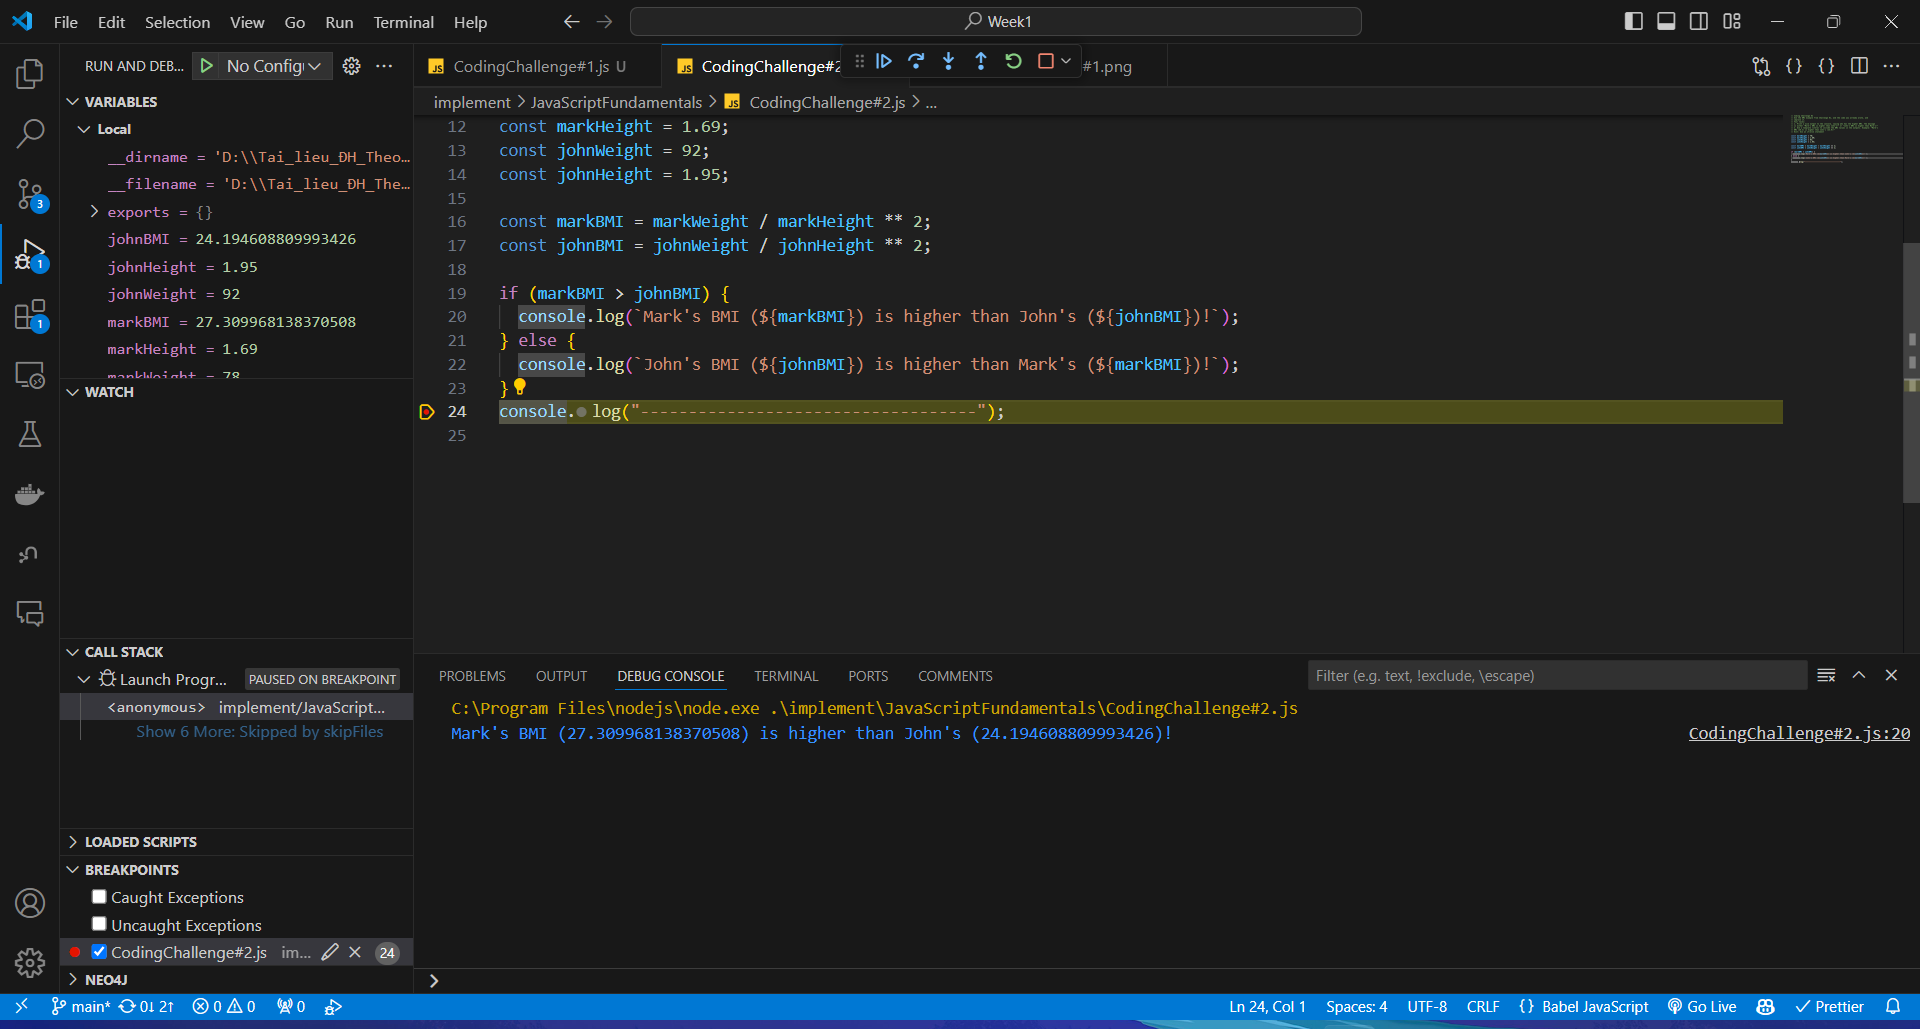 File Edit Selection View Go Run Terminal Help
Week1
RUN AND DEB... No Config
CodingChallenge#1.js U
CodingChallenge#2
#1.png
implement > JavaScriptFundamentals > CodingChallenge#2.js > ...
VARIABLES
Local
__dirname = 'D:\\Tai_lieu_ĐH_Theo...
__filename = 'D:\\Tai_lieu_ĐH_The...
exports = {}
johnBMI = 24.194608809993426
johnHeight = 1.95
johnWeight = 92
markBMI = 27.309968138370508
markHeight = 1.69
markWeight = 78
WATCH
CALL STACK
Launch Progr... PAUSED ON BREAKPOINT
<anonymous> implement/JavaScript...
Show 6 More: Skipped by skipFiles
LOADED SCRIPTS
BREAKPOINTS
Caught Exceptions
Uncaught Exceptions
CodingChallenge#2.js im... 24
NEO4J
12 const markHeight = 1.69;
13 const johnWeight = 92;
14 const johnHeight = 1.95;
15
16 const markBMI = markWeight / markHeight ** 2;
17 const johnBMI = johnWeight / johnHeight ** 2;
18
19 if (markBMI > johnBMI) {
20 console.log(`Mark's BMI (${markBMI}) is higher than John's (${johnBMI})!`);
21 } else {
22 console.log(`John's BMI (${johnBMI}) is higher than Mark's (${markBMI})!`);
23 }
24 console.log("-----------------------------------");
25
PROBLEMS OUTPUT DEBUG CONSOLE TERMINAL PORTS COMMENTS
Filter (e.g. text, !exclude, \escape)
C:\Program Files\nodejs\node.exe .\implement\JavaScriptFundamentals\CodingChallenge#2.js
Mark's BMI (27.309968138370508) is higher than John's (24.194608809993426)!
CodingChallenge#2.js:20
3
1
1
main* 0↓ 2↑ 0 0 0
Ln 24, Col 1 Spaces: 4 UTF-8 CRLF {} Babel JavaScript Go Live Prettier